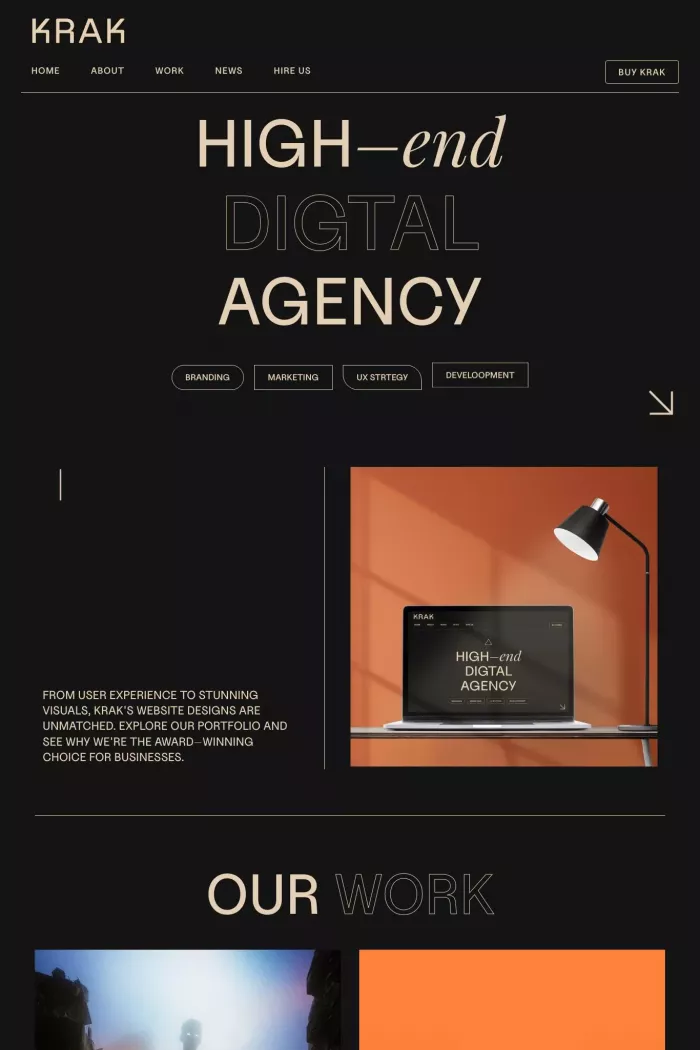 KRAK
HOME ABOUT WORK NEWS HIRE US BUY KRAK
HIGH—end
DIGTAL
AGENCY
BRANDING MARKETING UX STRTEGY DEVELOOPMENT
FROM USER EXPERIENCE TO STUNNING
VISUALS, KRAK'S WEBSITE DESIGNS ARE
UNMATCHED. EXPLORE OUR PORTFOLIO AND
SEE WHY WE'RE THE AWARD—WINNING
CHOICE FOR BUSINESSES.
KRAK
HIGH—end
DIGITAL
AGENCY
OUR WORK